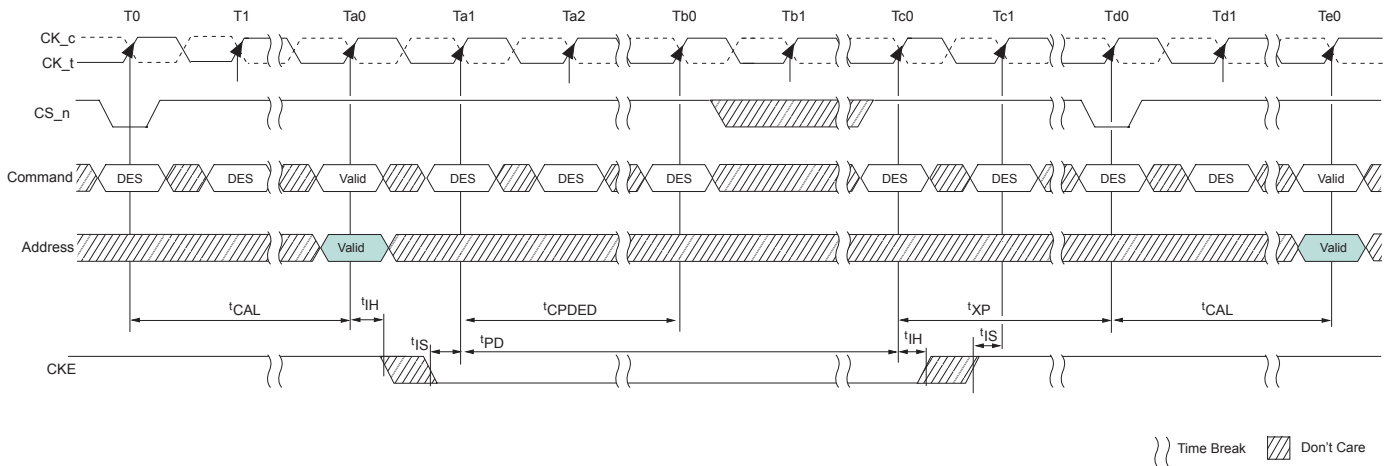 T0 T1 Ta0 Ta1 Ta2 Tb0 Tb1 Tc0 Tc1 Td0 Td1 Te0
CK_c
CK_t
CS_n
Command DES DES Valid DES DES DES DES DES DES DES Valid
Address Valid Valid
tCAL tIH tCPDED tXP tCAL
tIS tPD tIH tIS
CKE
Time Break Don't Care